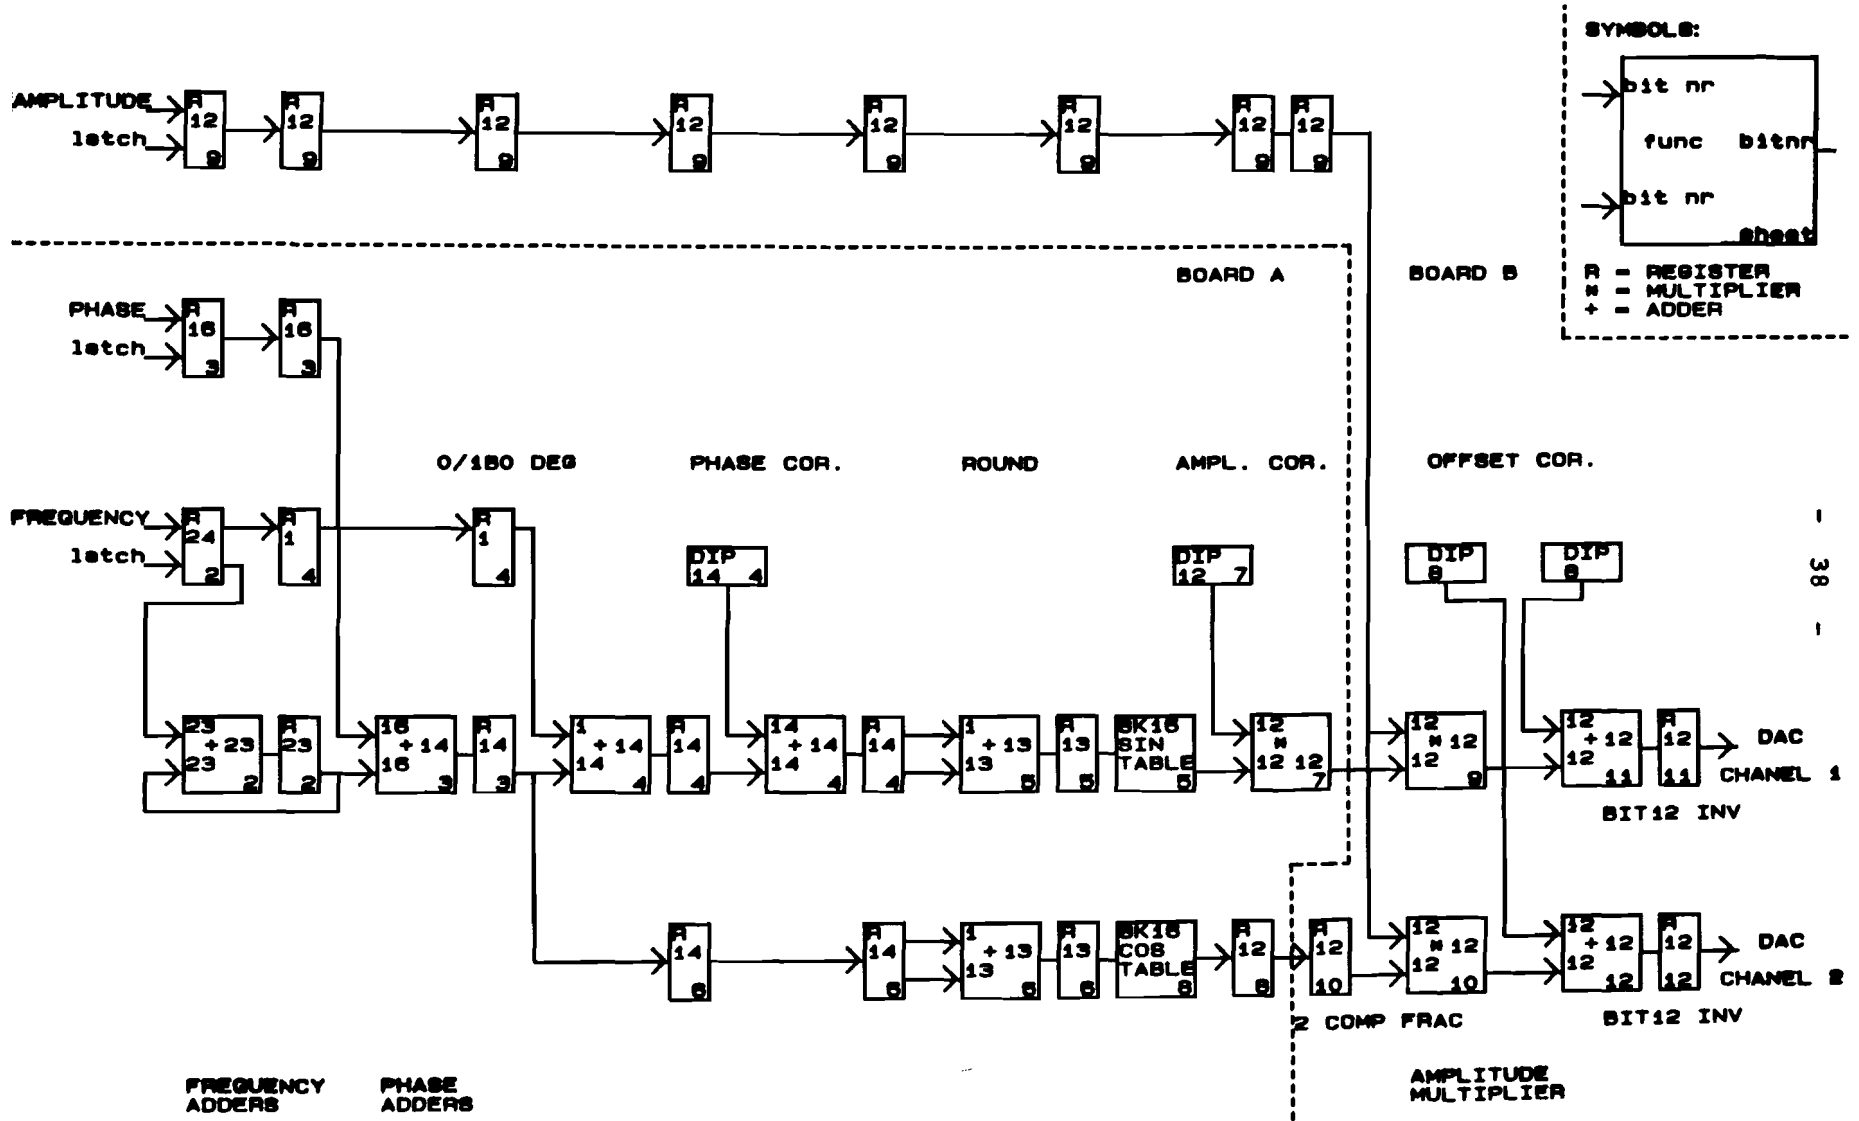 SYMBOLS:
bit nr
func bitnr
bit nr
sheet
R = REGISTER
* = MULTIPLIER
+ = ADDER
AMPLITUDE
latch
R 12 9
R 12 9
R 12 9
R 12 9
R 12 9
R 12 9
R 12 9
R 12 9
BOARD A
BOARD B
PHASE
latch
R 16 3
R 16 3
0/180 DEG
PHASE COR.
ROUND
AMPL. COR.
OFFSET COR.
FREQUENCY
latch
R 24 2
R 1 4
R 1 4
DIP
14 4
DIP
12 7
DIP
8
DIP
8
- 38 -
23 + 23 23 2
R 23 2
16 + 14 16 3
R 14 3
1 + 14 14 4
R 14 4
14 + 14 14 4
R 14 4
1 + 13 13 5
R 13 5
8K16
SIN
TABLE
5
12 * 12 12 7
12 * 12 12 9
12 + 12 12 11
R 12 11
DAC
CHANEL 1
BIT12 INV
R 14 6
R 14 6
1 + 13 13 6
R 13 6
8K16
COS
TABLE
8
R 12 8
R 12 10
12 * 12 12 10
12 + 12 12 12
R 12 12
DAC
CHANEL 2
2 COMP FRAC
BIT12 INV
FREQUENCY
ADDERS
PHASE
ADDERS
AMPLITUDE
MULTIPLIER